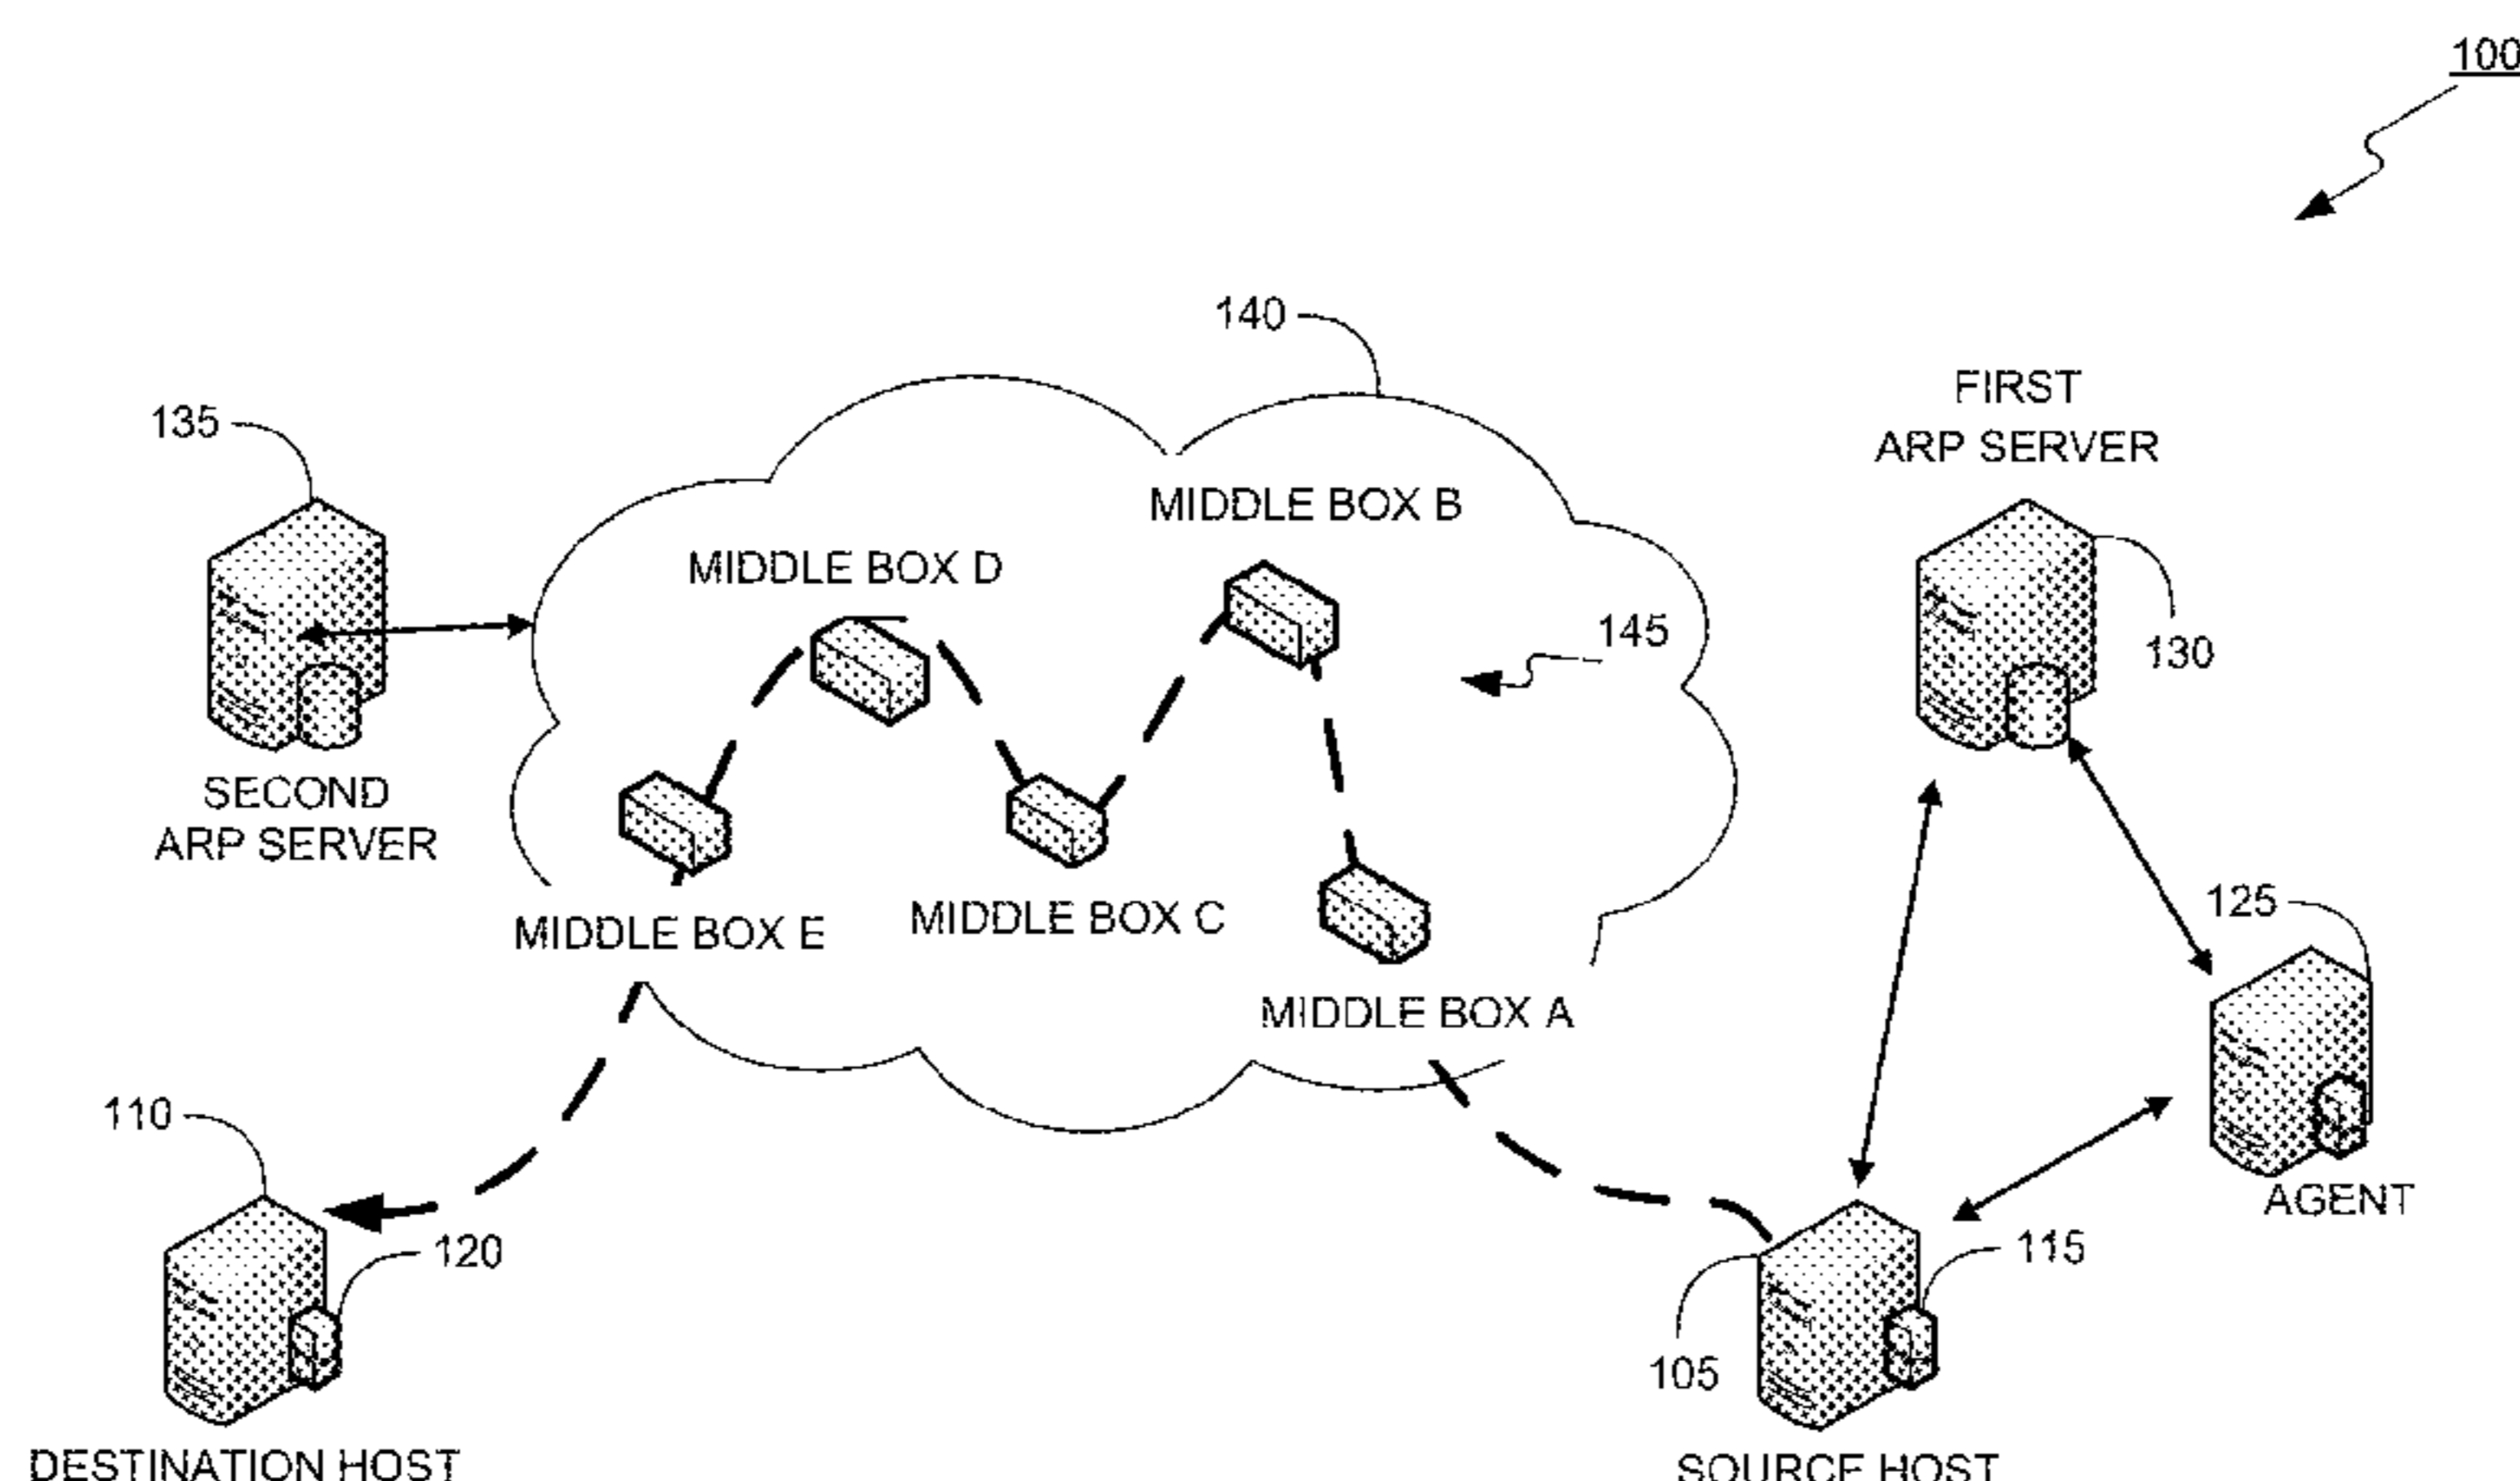 100
140
FIRST
ARP SERVER
135
MIDDLE BOX B
MIDDLE BOX D
145
130
SECOND
ARP SERVER
125
MIDDLE BOX E
MIDDLE BOX C
MIDDLE BOX A
110
AGENT
120
115
105
DESTINATION HOST
SOURCE HOST